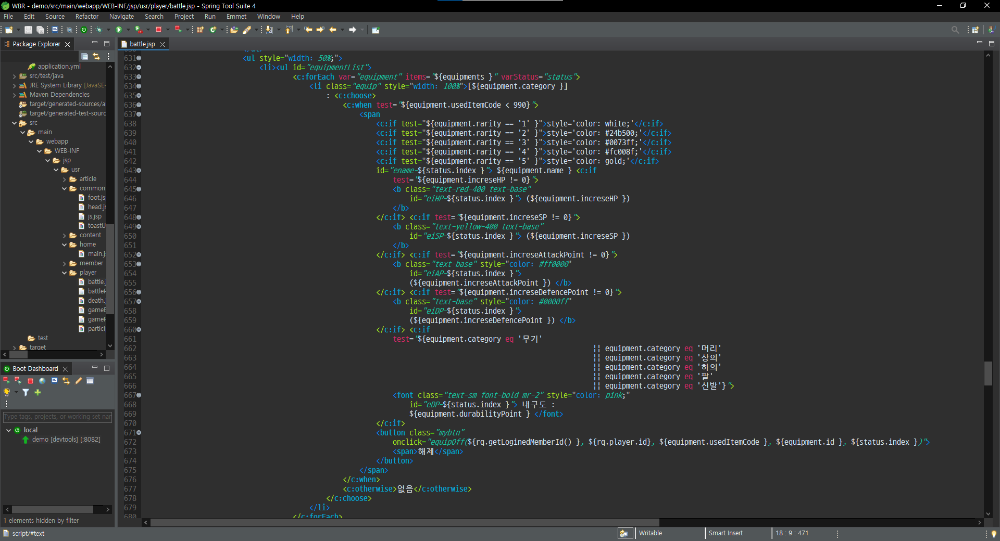 WBR - demo/src/main/webapp/WEB-INF/jsp/usr/player/battle.jsp - Spring Tool Suite 4
File Edit Source Refactor Navigate Search Project Run Emmet Window Help
Package Explorer
application.yml
src/test/java
JRE System Library [JavaSE-
Maven Dependencies
target/generated-sources/a
target/generated-test-sourc
src
main
webapp
WEB-INF
jsp
usr
article
common
foot.js
head.js
js.jsp
toastU
content
home
main.j
member
player
battle.
battleF
death.
gameE
gameF
partici
test
target
Boot Dashboard
Type tags, projects, or working set nar
local
demo [devtools] [:8082]
1 elements hidden by filter
battle.jsp
631 <ul style="width: 50%;">
632 <li><ul id="equipmentList">
633 <c:forEach var="equipment" items="${equipments }" varStatus="status">
634 <li class="equip" style="width: 100%">[${equipment.category }]
635 : <c:choose>
636 <c:when test="${equipment.usedItemCode < 990}">
637 <span
638 <c:if test="${equipment.rarity == '1' }">style='color: white;'</c:if>
639 <c:if test="${equipment.rarity == '2' }">style='color: #24b500;'</c:if>
640 <c:if test="${equipment.rarity == '3' }">style='color: #0073ff;'</c:if>
641 <c:if test="${equipment.rarity == '4' }">style='color: #fc008f;'</c:if>
642 <c:if test="${equipment.rarity == '5' }">style='color: gold;'</c:if>
643 id="ename-${status.index }"> ${equipment.name } <c:if
644 test="${equipment.increseHP != 0}">
645 <b class="text-red-400 text-base"
646 id="eiHP-${status.index }"> (${equipment.increseHP })
647 </b>
648 </c:if> <c:if test="${equipment.increseSP != 0}">
649 <b class="text-yellow-400 text-base"
650 id="eiSP-${status.index }"> (${equipment.increseSP })
651 </b>
652 </c:if> <c:if test="${equipment.increseAttackPoint != 0}">
653 <b class="text-base" style="color: #ff0000"
654 id="eiAP-${status.index }">
655 (${equipment.increseAttackPoint }) </b>
656 </c:if> <c:if test="${equipment.increseDefencePoint != 0}">
657 <b class="text-base" style="color: #0000ff"
658 id="eiDP-${status.index }">
659 (${equipment.increseDefencePoint }) </b>
660 </c:if> <c:if
661 test="${equipment.category eq '무기'
662 || equipment.category eq '머리'
663 || equipment.category eq '상의'
664 || equipment.category eq '하의'
665 || equipment.category eq '팔'
666 || equipment.category eq '신발'}">
667 <font class="text-sm font-bold mr-2" style="color: pink;"
668 id="eDP-${status.index }"> 내구도 :
669 ${equipment.durabilityPoint } </font>
670 </c:if>
671 <button class="mybtn"
672 onclick="equipOff(${rq.getLoginedMemberId() }, ${rq.player.id}, ${equipment.usedItemCode }, ${equipment.id }, ${status.index })">
673 <span>해제</span>
674 </button>
675 </span>
676 </c:when>
677 <c:otherwise>없음</c:otherwise>
678 </c:choose>
679 </li>
680 </c:forEach>
script/#text Writable Smart Insert 18 : 9 : 471